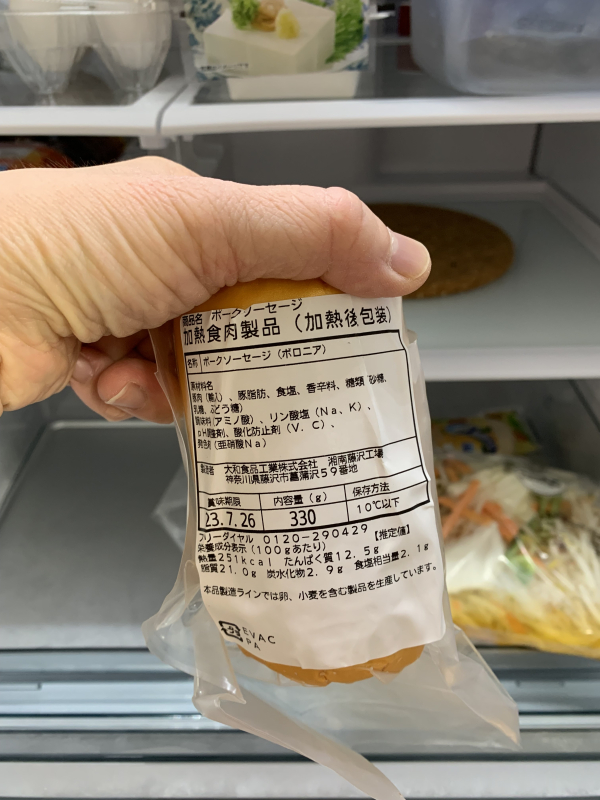 商品名 ポークソーセージ
加熱食肉製品（加熱後包装）
名称 ポークソーセージ（ボロニア）
原材料名
豚肉（輸入）、豚脂肪、食塩、香辛料、糖類（砂糖、
乳糖、ぶどう糖）
調味料（アミノ酸）、リン酸塩（Na、K）、
pH調整剤、酸化防止剤（V．C）、
発色剤（亜硝酸Na）
製造者 大和食品工業株式会社 湘南藤沢工場
神奈川県藤沢市菖蒲沢59番地
賞味期限 内容量（g） 保存方法
23.7.26 330 10℃以下
フリーダイヤル 0120-290429
栄養成分表示（100gあたり）【推定値】
熱量251kcal たんぱく質12.5g
脂質21.0g 炭水化物2.9g 食塩相当量2.1g
本品製造ラインでは卵、小麦を含む製品を生産しています。
EVAC
PA